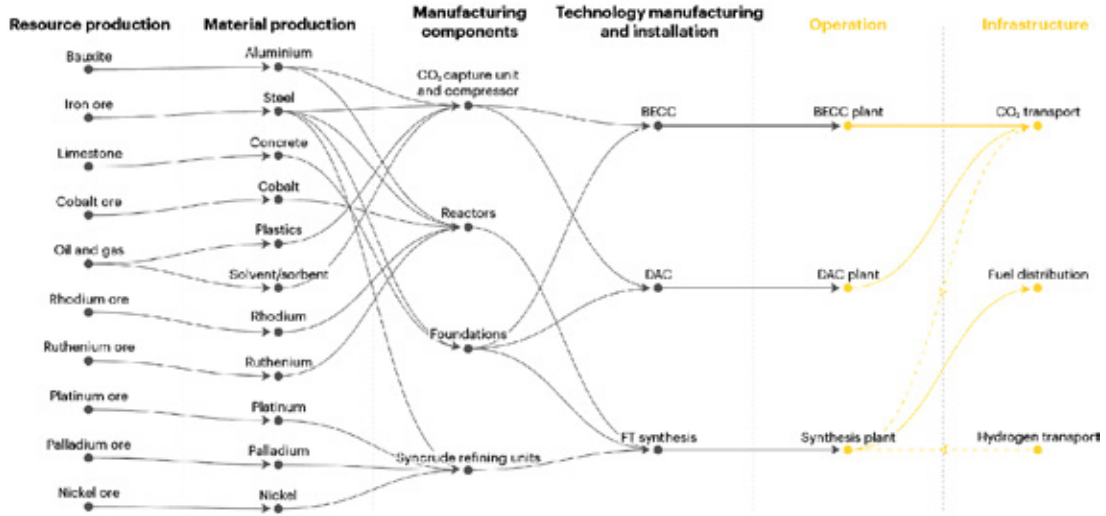 Resource production
Material production
Manufacturing
components
Technology manufacturing
and installation
Operation
Infrastructure
Bauxite
Iron ore
Limestone
Cobalt ore
Oil and gas
Rhodium ore
Ruthenium ore
Platinum ore
Palladium ore
Nickel ore
Aluminium
Steel
Concrete
Cobalt
Plastics
Solvent/sorbent
Rhodium
Ruthenium
Platinum
Palladium
Nickel
CO₂ capture unit
and compressor
Reactors
Foundations
Syncrude refining units
BECC
DAC
FT synthesis
BECC plant
DAC plant
Synthesis plant
CO₂ transport
Fuel distribution
Hydrogen transport